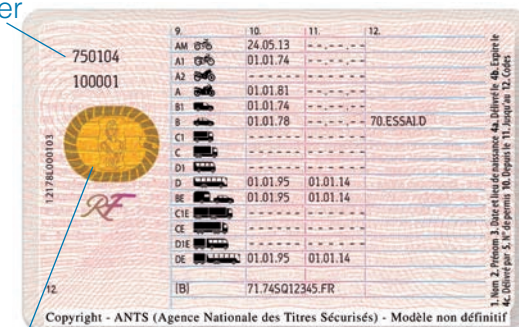 er
750104
100001
12178L000103
RF
12.
9. 10. 11. 12.
AM 24.05.13 --.--.--
A1 01.01.74 --.--.--
A2 --.--.-- --.--.--
A 01.01.81 --.--.--
B1 01.01.74 --.--.--
B 01.01.78 --.--.-- 70.ESSAI.D
C1 --.--.-- --.--.--
C --.--.-- --.--.--
D1 --.--.-- --.--.--
D 01.01.95 01.01.14
BE 01.01.95 01.01.14
C1E --.--.-- --.--.--
CE --.--.-- --.--.--
D1E --.--.-- --.--.--
DE 01.01.95 01.01.14
(B) 71.74SQ12345.FR
1. Nom 2. Prénom 3. Date et lieu de naissance 4a. Délivré le 4b. Expire le
4c. Délivré par 5. N° de permis 10. Depuis le 11. Jusqu'au 12. Codes
Copyright - ANTS (Agence Nationale des Titres Sécurisés) - Modèle non définitif